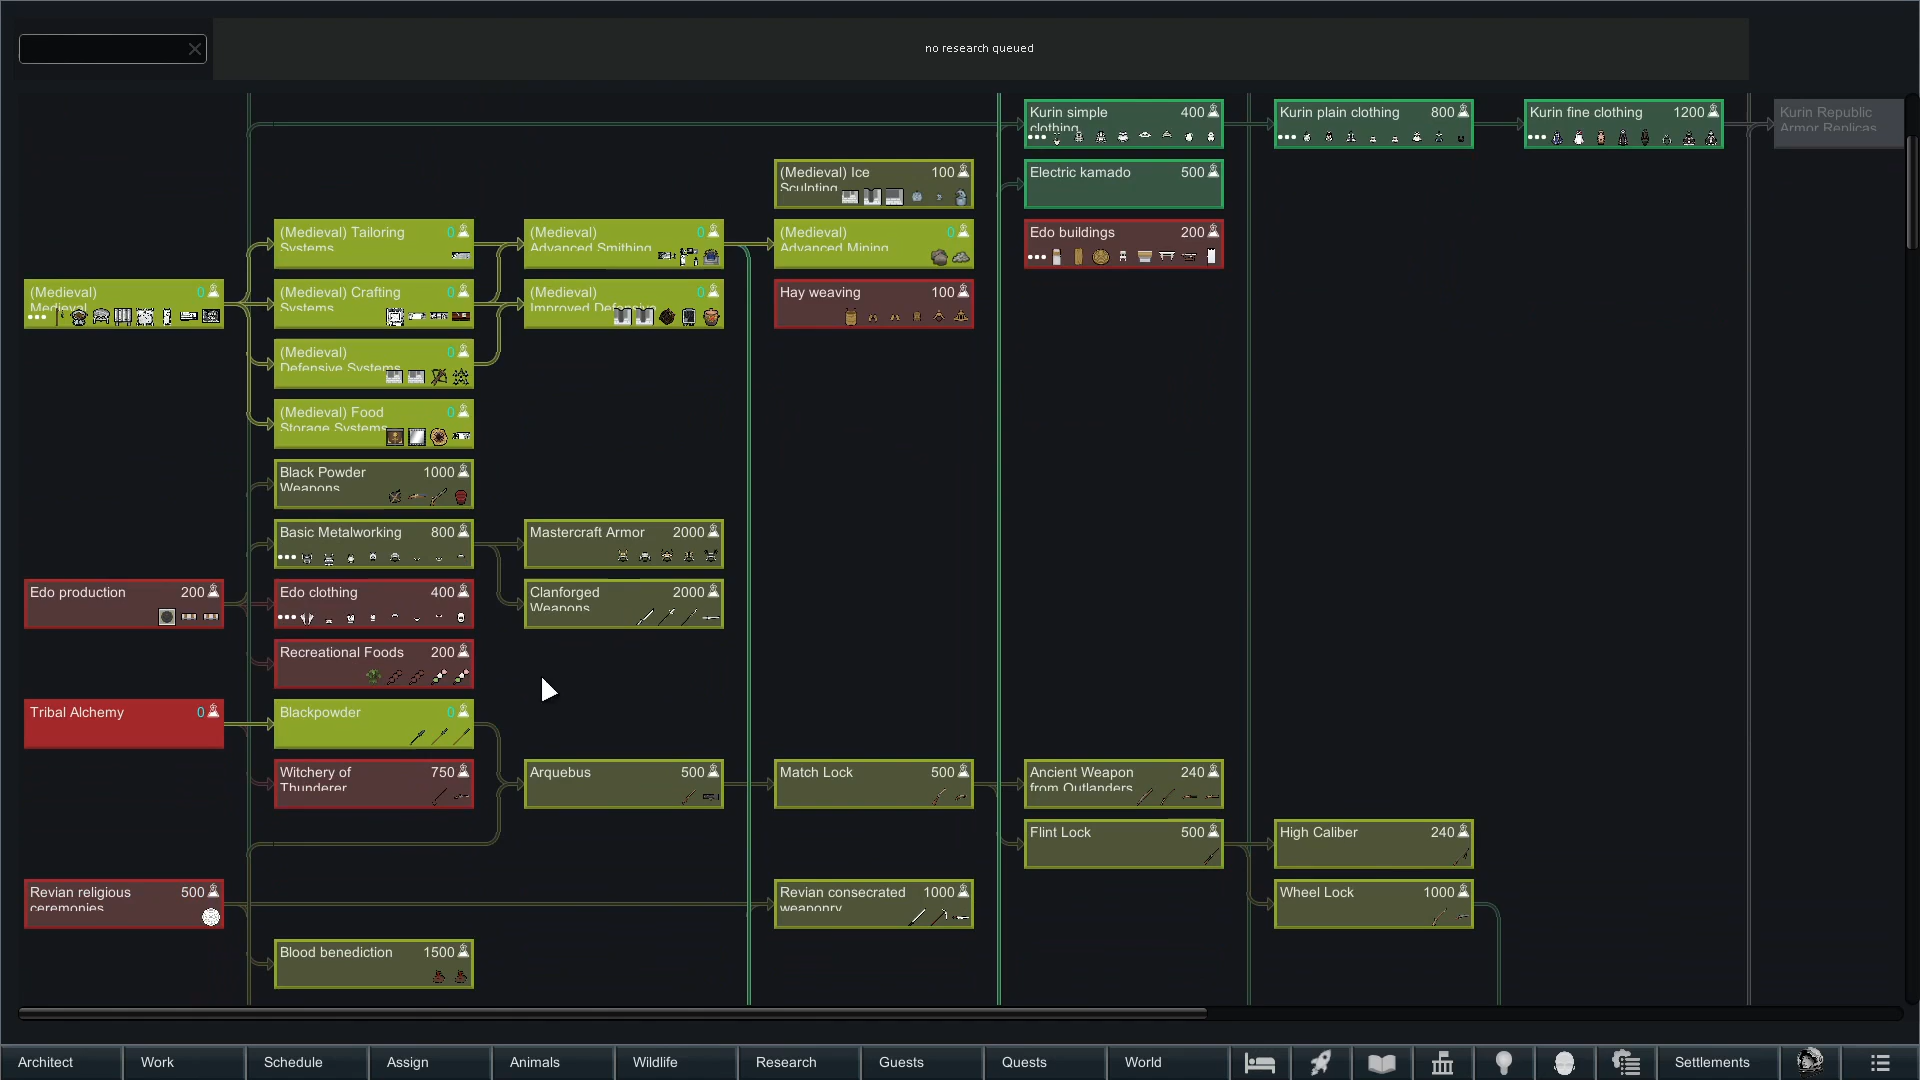 no research queued
Kurin simple 400
clothing
Kurin plain clothing 800
Kurin fine clothing 1200
Kurin Republic
Armor Replicas
(Medieval) Ice 100
Sculpting
Electric kamado 500
(Medieval) Tailoring 0
Systems
(Medieval) 0
Advanced Smithing
(Medieval) 0
Advanced Mining
Edo buildings 200
(Medieval) 0
Medieval
(Medieval) Crafting 0
Systems
(Medieval) 0
Improved Defensive
Hay weaving 100
(Medieval) 0
Defensive Systems
(Medieval) Food 0
Storage Systems
Black Powder 1000
Weapons
Basic Metalworking 800
Mastercraft Armor 2000
Edo production 200
Edo clothing 400
Clanforged 2000
Weapons
Recreational Foods 200
Tribal Alchemy 0
Blackpowder 0
Witchery of 750
Thunderer
Arquebus 500
Match Lock 500
Ancient Weapon 240
from Outlanders
Flint Lock 500
High Caliber 240
Revian religious 500
ceremonies
Revian consecrated 1000
weaponry
Wheel Lock 1000
Blood benediction 1500
Architect
Work
Schedule
Assign
Animals
Wildlife
Research
Guests
Quests
World
Settlements